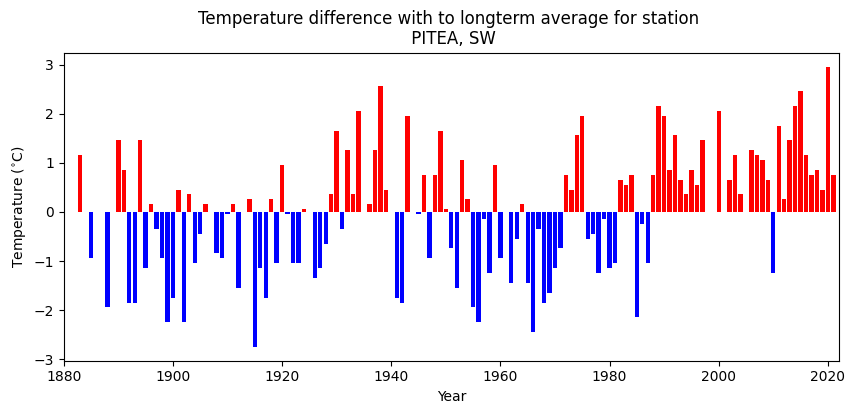 Temperature difference with to longterm average for station
PITEA, SW
Temperature (°C)
3
2
1
0
−1
−2
−3
1880 1900 1920 1940 1960 1980 2000 2020
Year